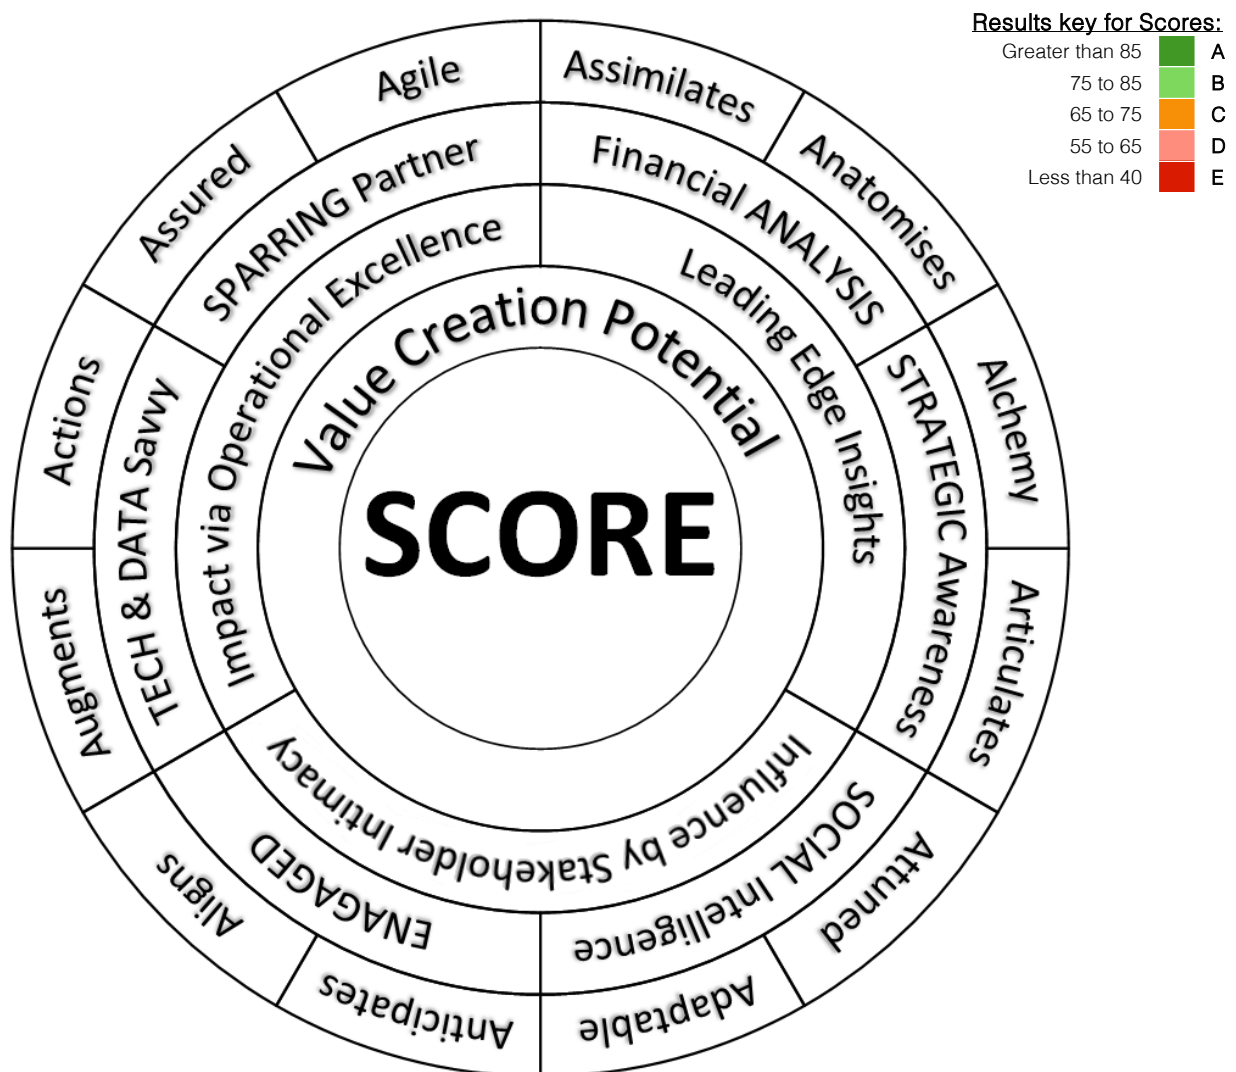 Results key for Scores:
Greater than 85 A
75 to 85 B
65 to 75 C
55 to 65 D
Less than 40 E
SCORE
Value Creation Potential
Leading Edge Insights
Influence by Stakeholder Intimacy
Impact via Operational Excellence
Financial ANALYSIS
STRATEGIC Awareness
SOCIAL Intelligence
ENAGAGED
TECH & DATA Savvy
SPARRING Partner
Assimilates
Anatomises
Alchemy
Articulates
Attuned
Adaptable
Anticipates
Aligns
Augments
Actions
Assured
Agile